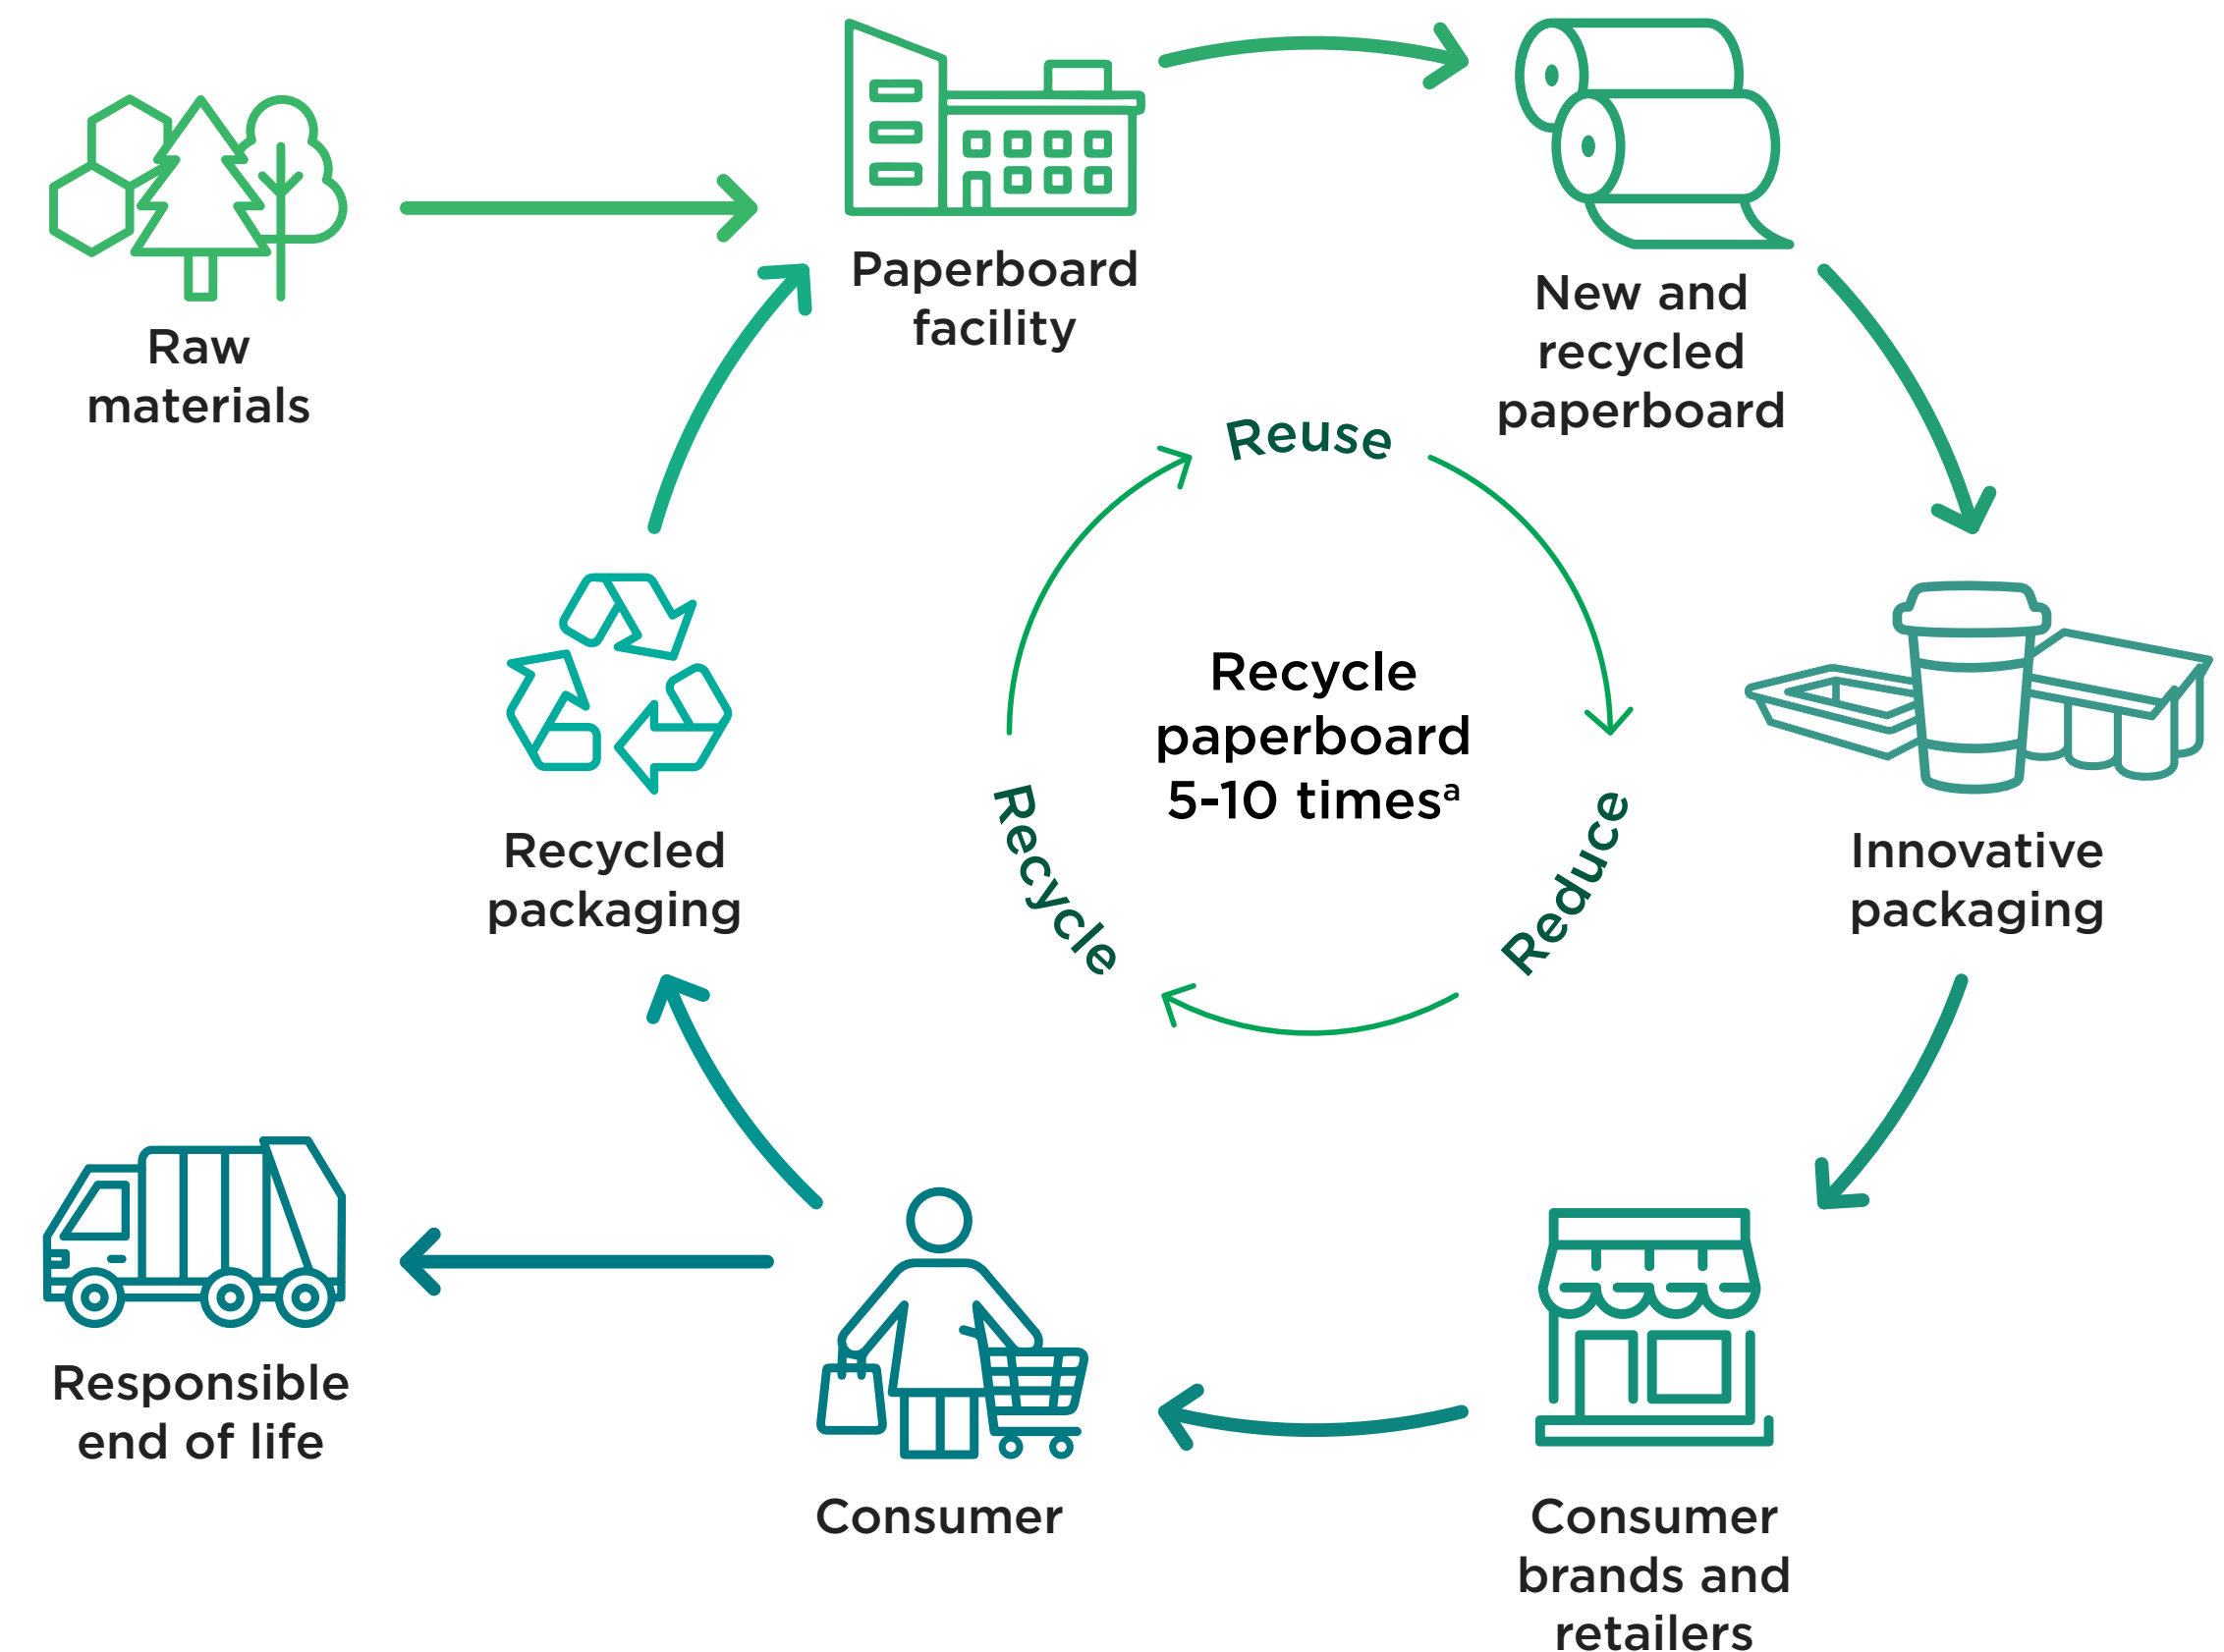 Raw
materials
Paperboard
facility
New and
recycled
paperboard
Reuse
Recycle
paperboard
5-10 timesᵃ
Reduce
Recycle
Recycled
packaging
Innovative
packaging
Responsible
end of life
Consumer
Consumer
brands and
retailers